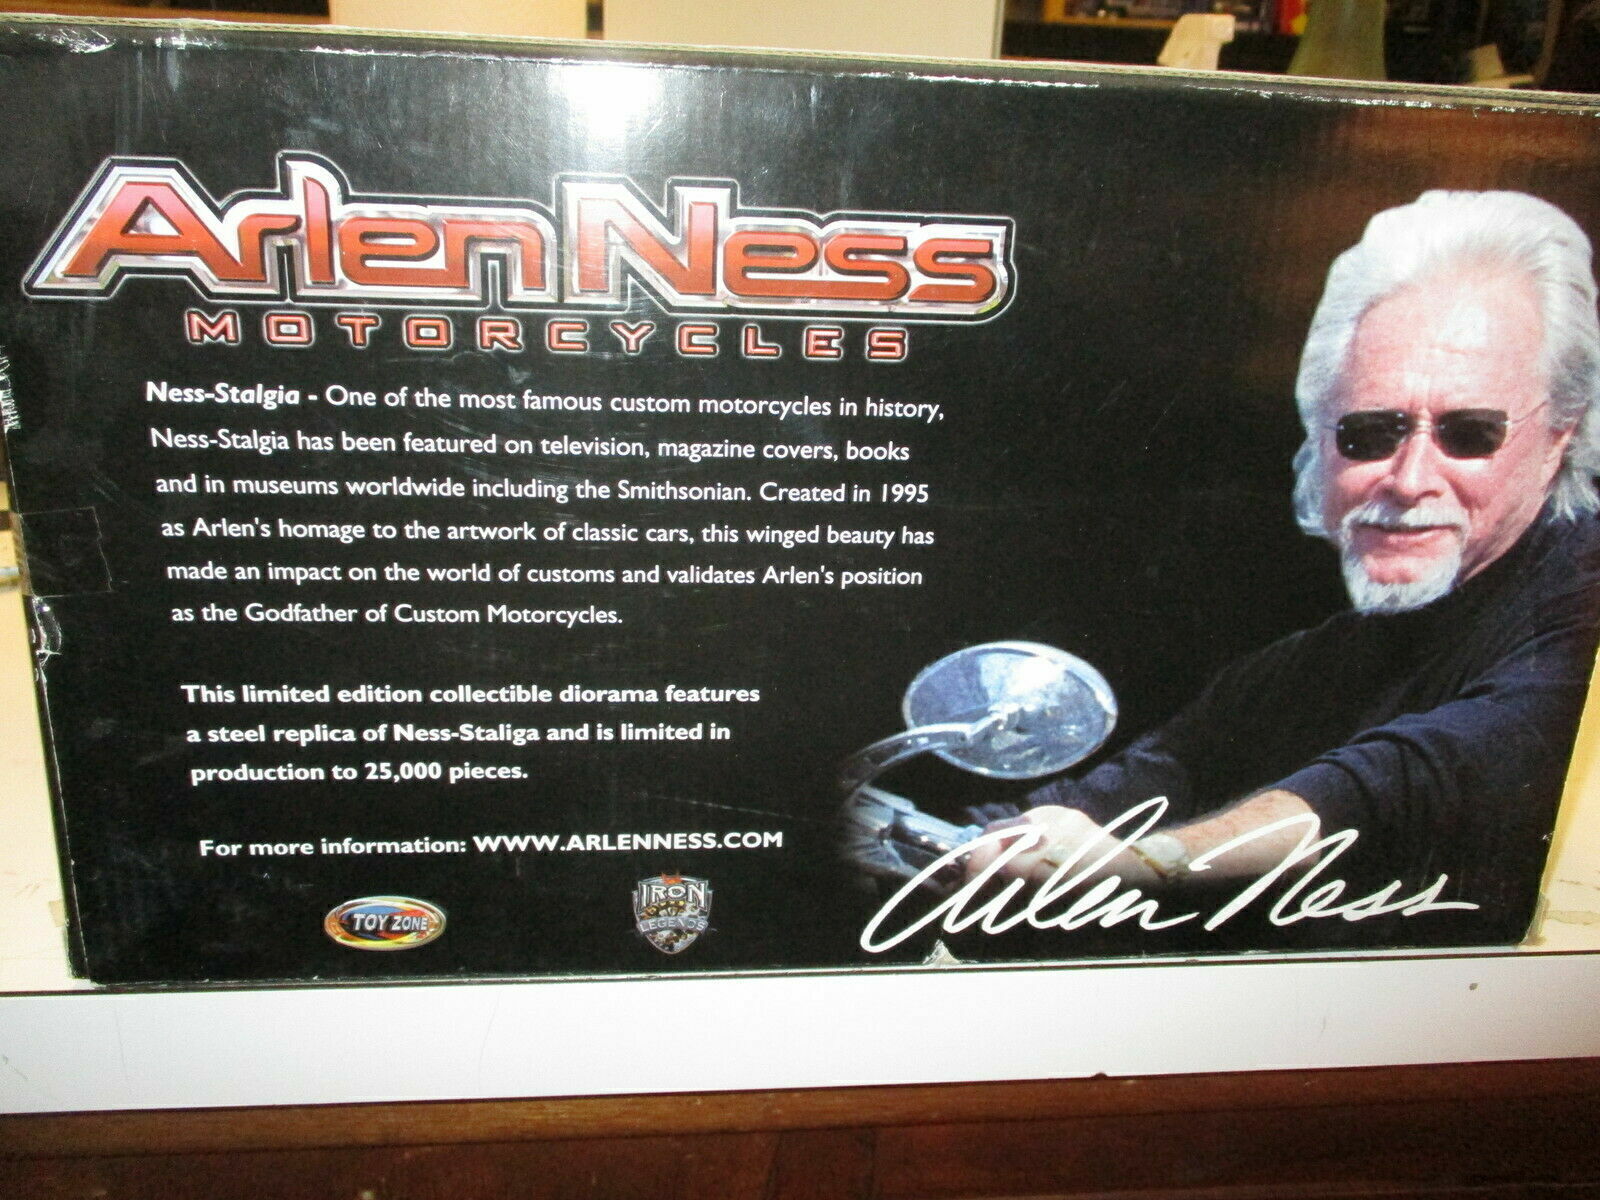 Arlen Ness
MOTORCYCLES
Ness-Stalgia - One of the most famous custom motorcycles in history,
Ness-Stalgia has been featured on television, magazine covers, books
and in museums worldwide including the Smithsonian. Created in 1995
as Arlen's homage to the artwork of classic cars, this winged beauty has
made an impact on the world of customs and validates Arlen's position
as the Godfather of Custom Motorcycles.
This limited edition collectible diorama features
a steel replica of Ness-Staliga and is limited in
production to 25,000 pieces.
For more information: WWW.ARLENNESS.COM
TOY ZONE
IRON
LEGENDS
Arlen Ness